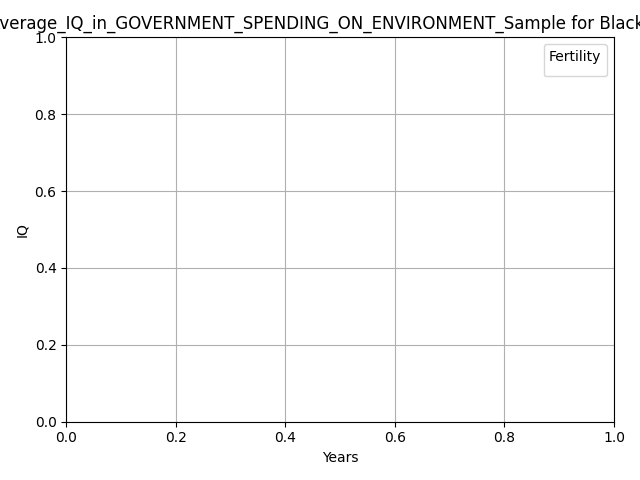 verage_IQ_in_GOVERNMENT_SPENDING_ON_ENVIRONMENT_Sample for Black
Fertility
1.0
0.8
0.6
0.4
0.2
0.0
IQ
0.0 0.2 0.4 0.6 0.8 1.0
Years